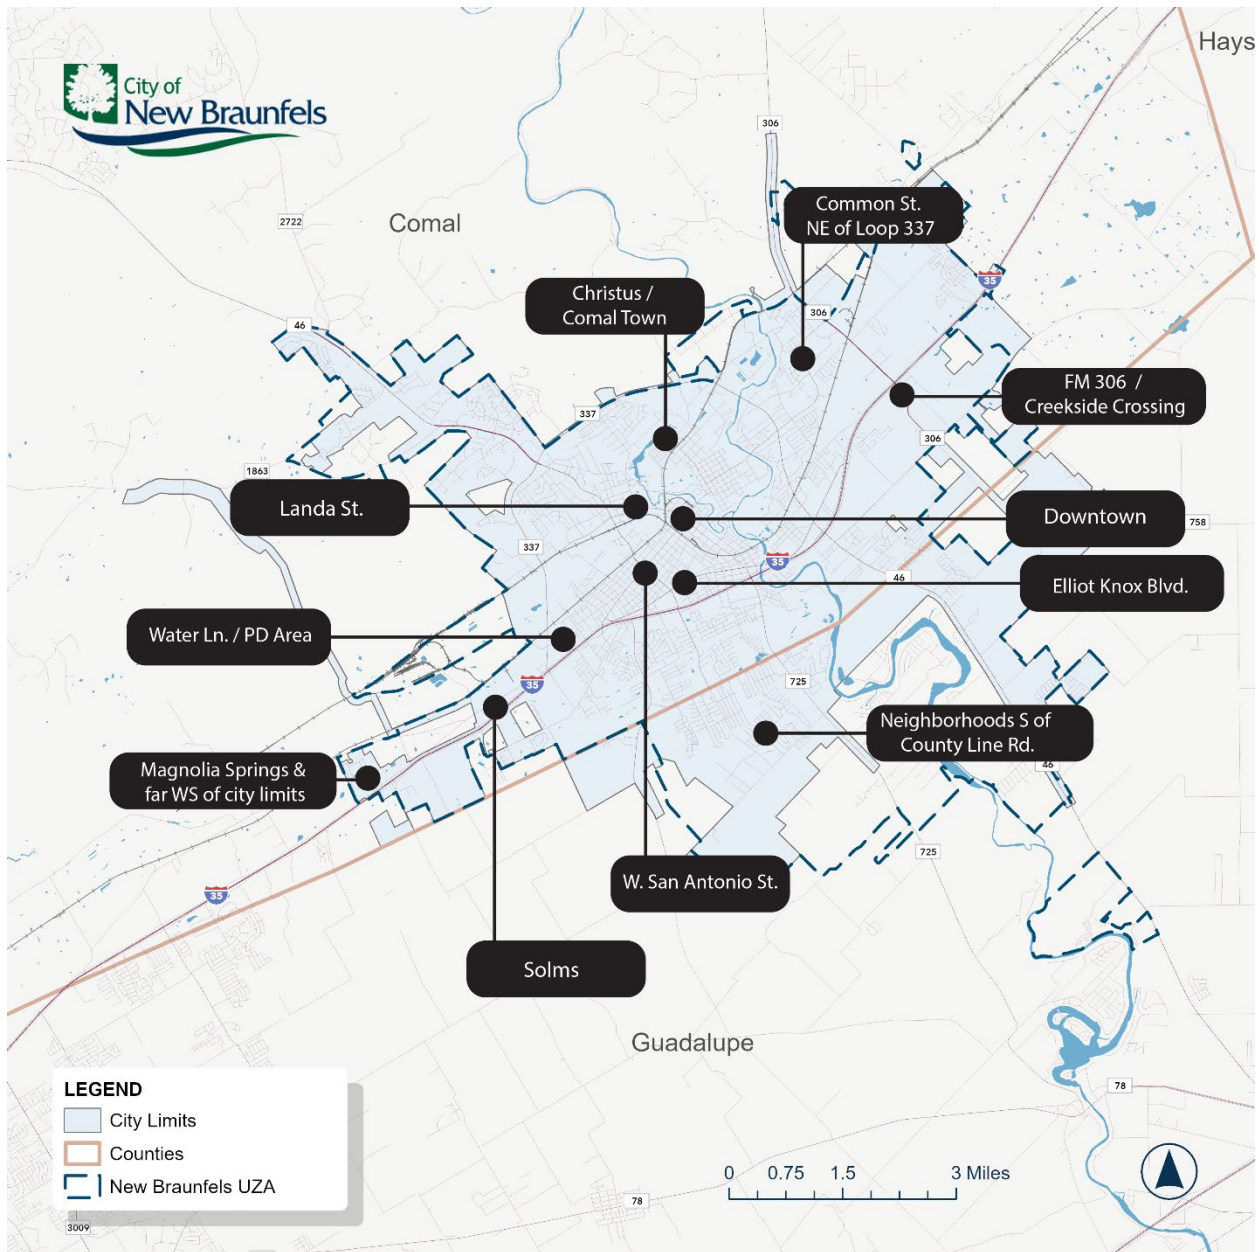 Hays
City of
New Braunfels
306
Common St.
NE of Loop 337
2722
Comal
35
Christus /
Comal Town
306
46
FM 306 /
Creekside Crossing
337
306
1863
Landa St.
Downtown
758
337
35
46
Elliot Knox Blvd.
Water Ln. / PD Area
35
725
Neighborhoods S of
County Line Rd.
46
Magnolia Springs &
far WS of city limits
725
W. San Antonio St.
35
Solms
Guadalupe
LEGEND
City Limits
Counties
New Braunfels UZA
78
0 0.75 1.5 3 Miles
78
3009